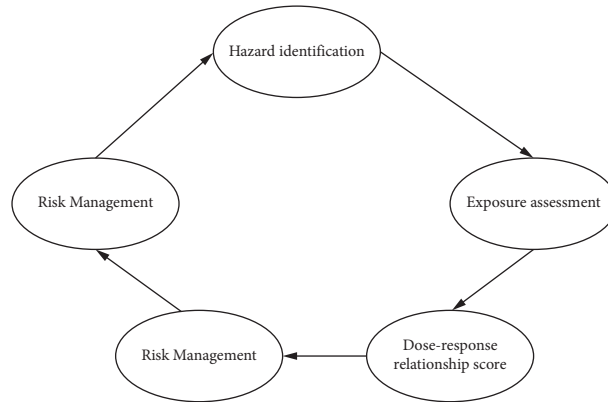 Hazard identification
Exposure assessment
Dose-response
relationship score
Risk Management
Risk Management